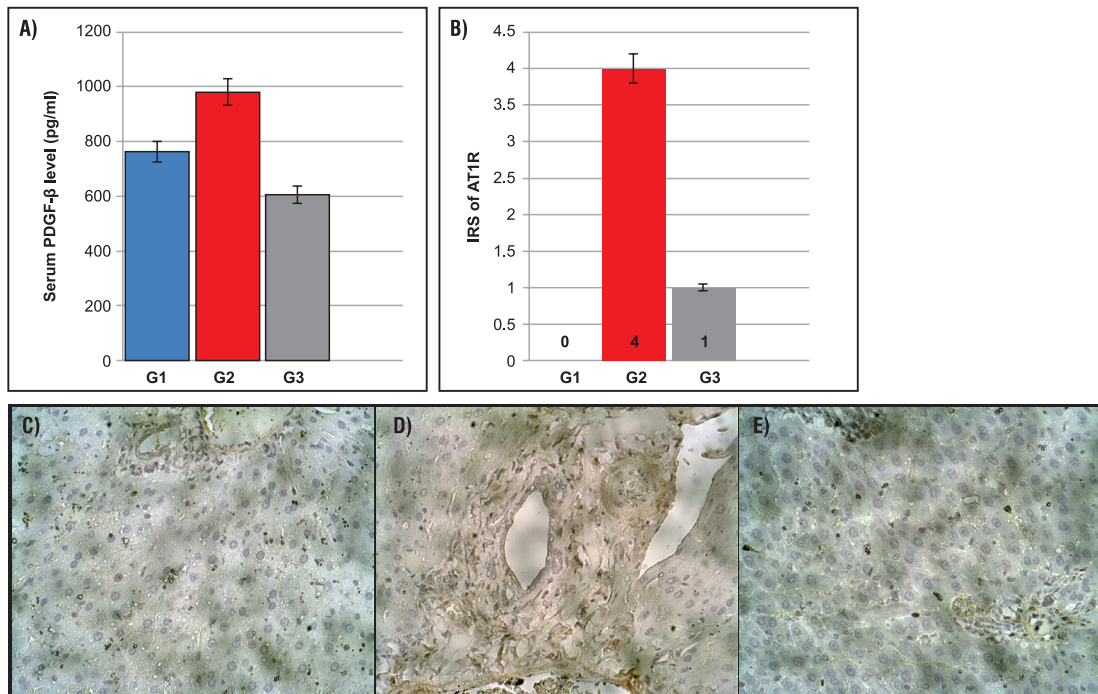 A)
Serum PDGF-β level (pg/ml)
1200
1000
800
600
400
200
0
G1 G2 G3
B)
IRS of AT1R
4.5
4
3.5
3
2.5
2
1.5
1
0.5
0
0 4 1
G1 G2 G3
C) D) E)